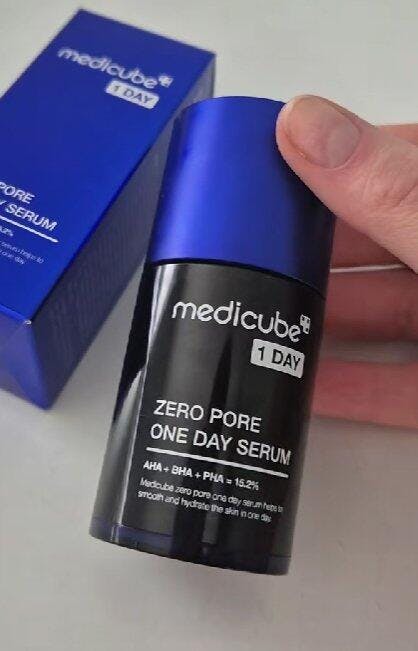 medicube
1 DAY
PORE
SERUM
medicube
1 DAY
ZERO PORE
ONE DAY SERUM
AHA + BHA + PHA = 15.2%
Medicube zero pore one day serum helps to
smooth and hydrate the skin in one day.